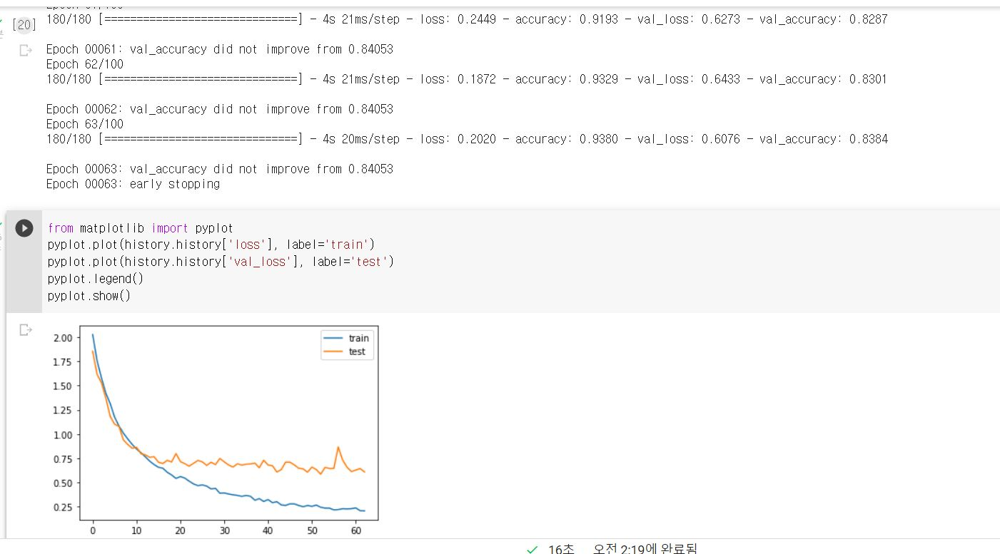 180/180 [==============================] - 4s 21ms/step - loss: 0.2449 - accuracy: 0.9193 - val_loss: 0.6273 - val_accuracy: 0.8287
[20]
Epoch 00061: val_accuracy did not improve from 0.84053
Epoch 62/100
180/180 [==============================] - 4s 21ms/step - loss: 0.1872 - accuracy: 0.9329 - val_loss: 0.6433 - val_accuracy: 0.8301
Epoch 00062: val_accuracy did not improve from 0.84053
Epoch 63/100
180/180 [==============================] - 4s 20ms/step - loss: 0.2020 - accuracy: 0.9380 - val_loss: 0.6076 - val_accuracy: 0.8384
Epoch 00063: val_accuracy did not improve from 0.84053
Epoch 00063: early stopping
from matplotlib import pyplot
pyplot.plot(history.history['loss'], label='train')
pyplot.plot(history.history['val_loss'], label='test')
pyplot.legend()
pyplot.show()
train
test
2.00
1.75
1.50
1.25
1.00
0.75
0.50
0.25
0 10 20 30 40 50 60
16초 오전 2:19에 완료됨